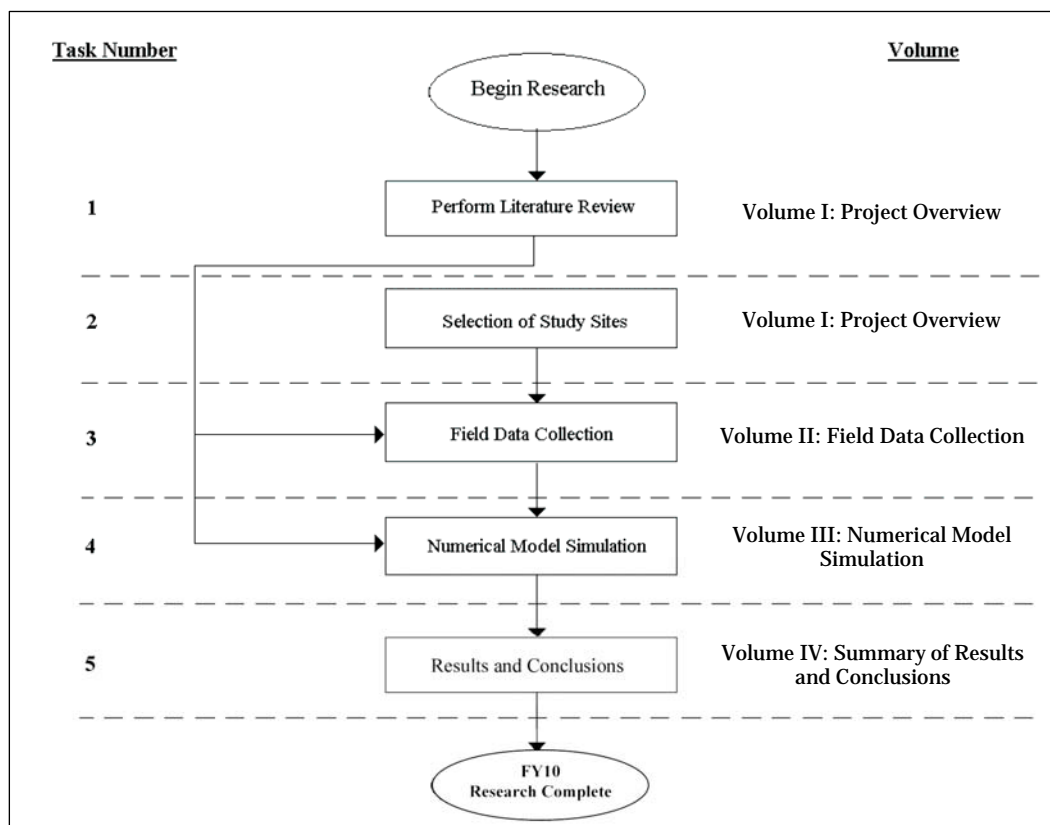 Task Number
Volume
Begin Research
1
Perform Literature Review
Volume I: Project Overview
2
Selection of Study Sites
Volume I: Project Overview
3
Field Data Collection
Volume II: Field Data Collection
4
Numerical Model Simulation
Volume III: Numerical Model
Simulation
5
Results and Conclusions
Volume IV: Summary of Results
and Conclusions
FY10
Research Complete